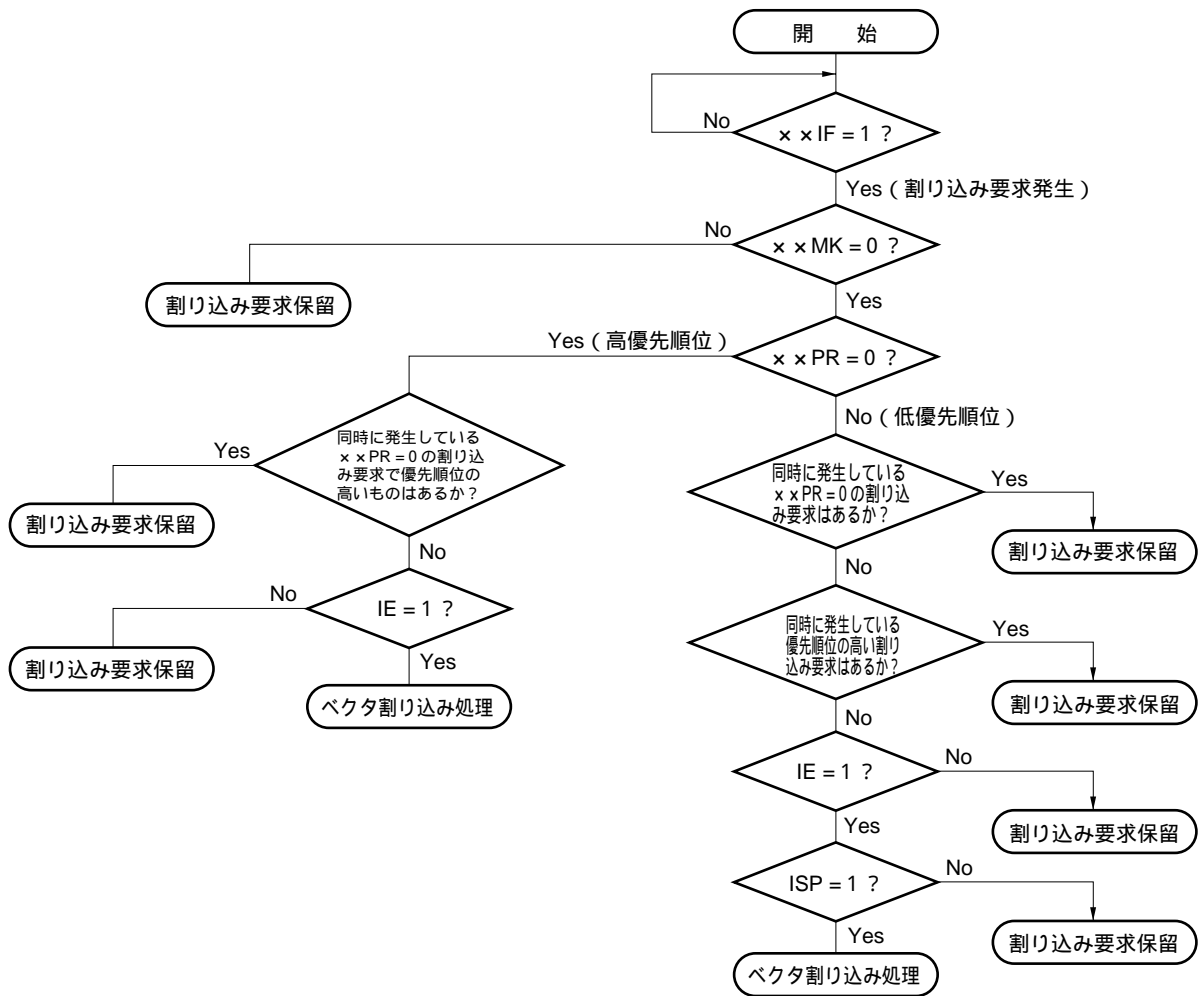 開　始
××IF = 1 ?
No
Yes ( 割り込み要求発生 )
××MK = 0 ?
No
割り込み要求保留
Yes
××PR = 0 ?
Yes ( 高優先順位 )
No ( 低優先順位 )
同時に発生している
××PR = 0 の割り込
み要求で優先順位の
高いものはあるか？
Yes
割り込み要求保留
No
IE = 1 ?
No
割り込み要求保留
Yes
ベクタ割り込み処理
同時に発生している
××PR = 0 の割り込
み要求はあるか？
Yes
割り込み要求保留
No
同時に発生している
優先順位の高い割り
込み要求はあるか？
Yes
割り込み要求保留
No
IE = 1 ?
No
割り込み要求保留
Yes
ISP = 1 ?
No
割り込み要求保留
Yes
ベクタ割り込み処理